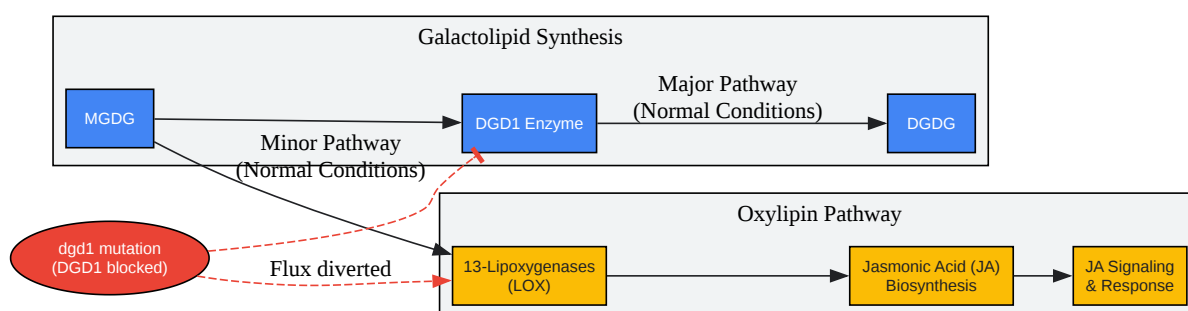 Galactolipid Synthesis
MGDG
DGD1 Enzyme
Major Pathway
(Normal Conditions)
DGDG
Minor Pathway
(Normal Conditions)
Oxylipin Pathway
dgd1 mutation
(DGD1 blocked)
Flux diverted
13-Lipoxygenases
(LOX)
Jasmonic Acid (JA)
Biosynthesis
JA Signaling
& Response